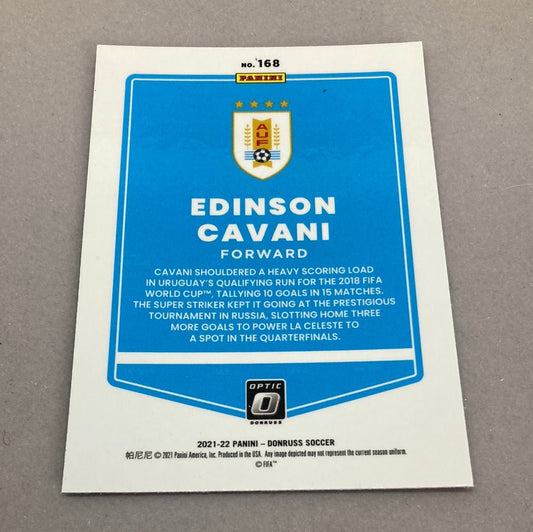 NO. 168
PANINI
AUF
EDINSON
CAVANI
FORWARD
CAVANI SHOULDERED A HEAVY SCORING LOAD
IN URUGUAY'S QUALIFYING RUN FOR THE 2018 FIFA
WORLD CUP™, TALLYING 10 GOALS IN 15 MATCHES.
THE SUPER STRIKER KEPT IT GOING AT THE PRESTIGIOUS
TOURNAMENT IN RUSSIA, SLOTTING HOME THREE
MORE GOALS TO POWER LA CELESTE TO
A SPOT IN THE QUARTERFINALS.
OPTIC
DONRUSS
2021-22 PANINI – DONRUSS SOCCER
帕尼尼 © 2021 Panini America, Inc. Produced in the USA. Any image depicted may not represent the current season uniform.
© FIFA™